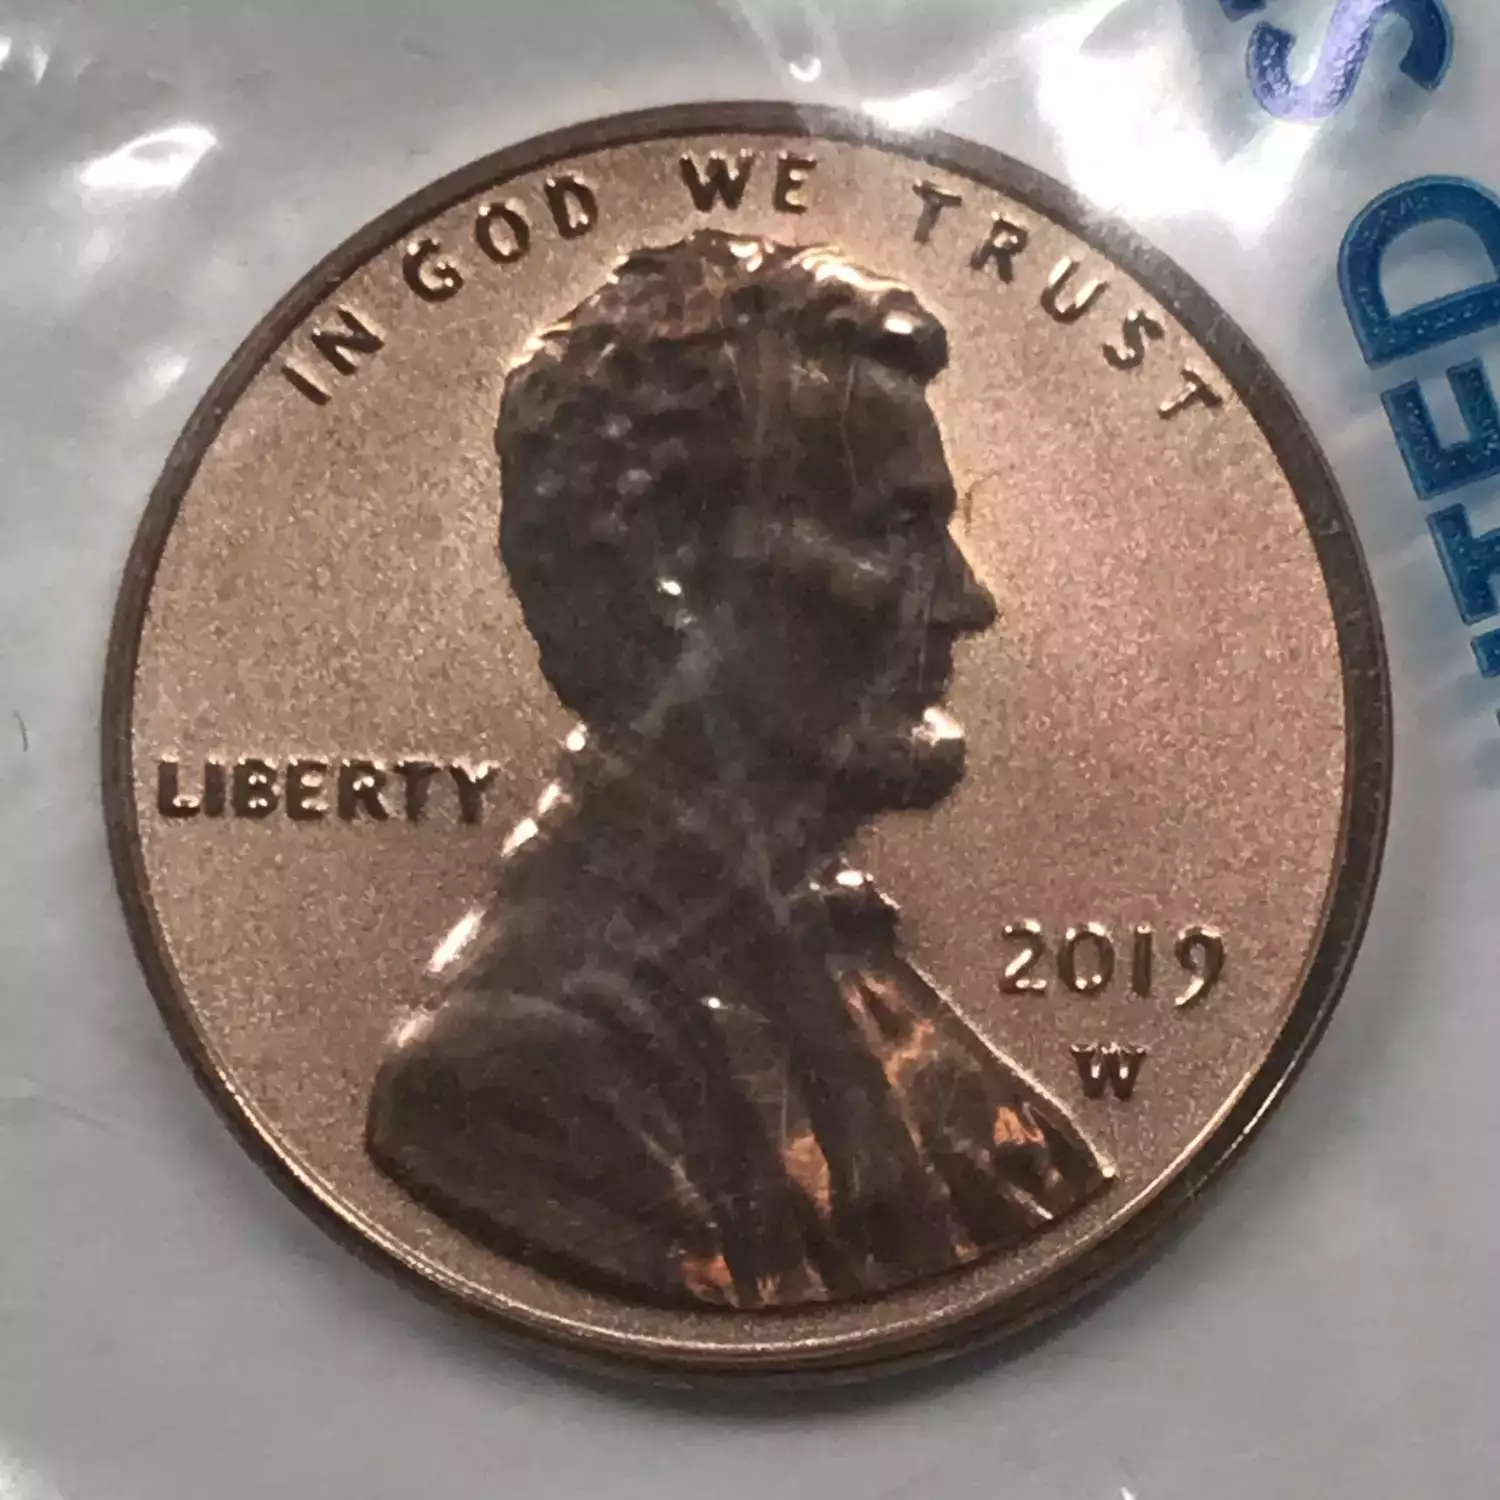 IN GOD WE TRUST
LIBERTY
2019
W